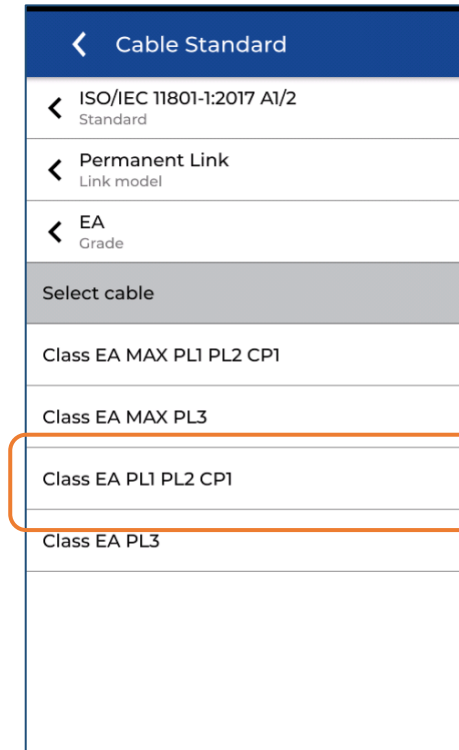 Cable Standard
ISO/IEC 11801-1:2017 A1/2
Standard
Permanent Link
Link model
EA
Grade
Select cable
Class EA MAX PL1 PL2 CP1
Class EA MAX PL3
Class EA PL1 PL2 CP1
Class EA PL3